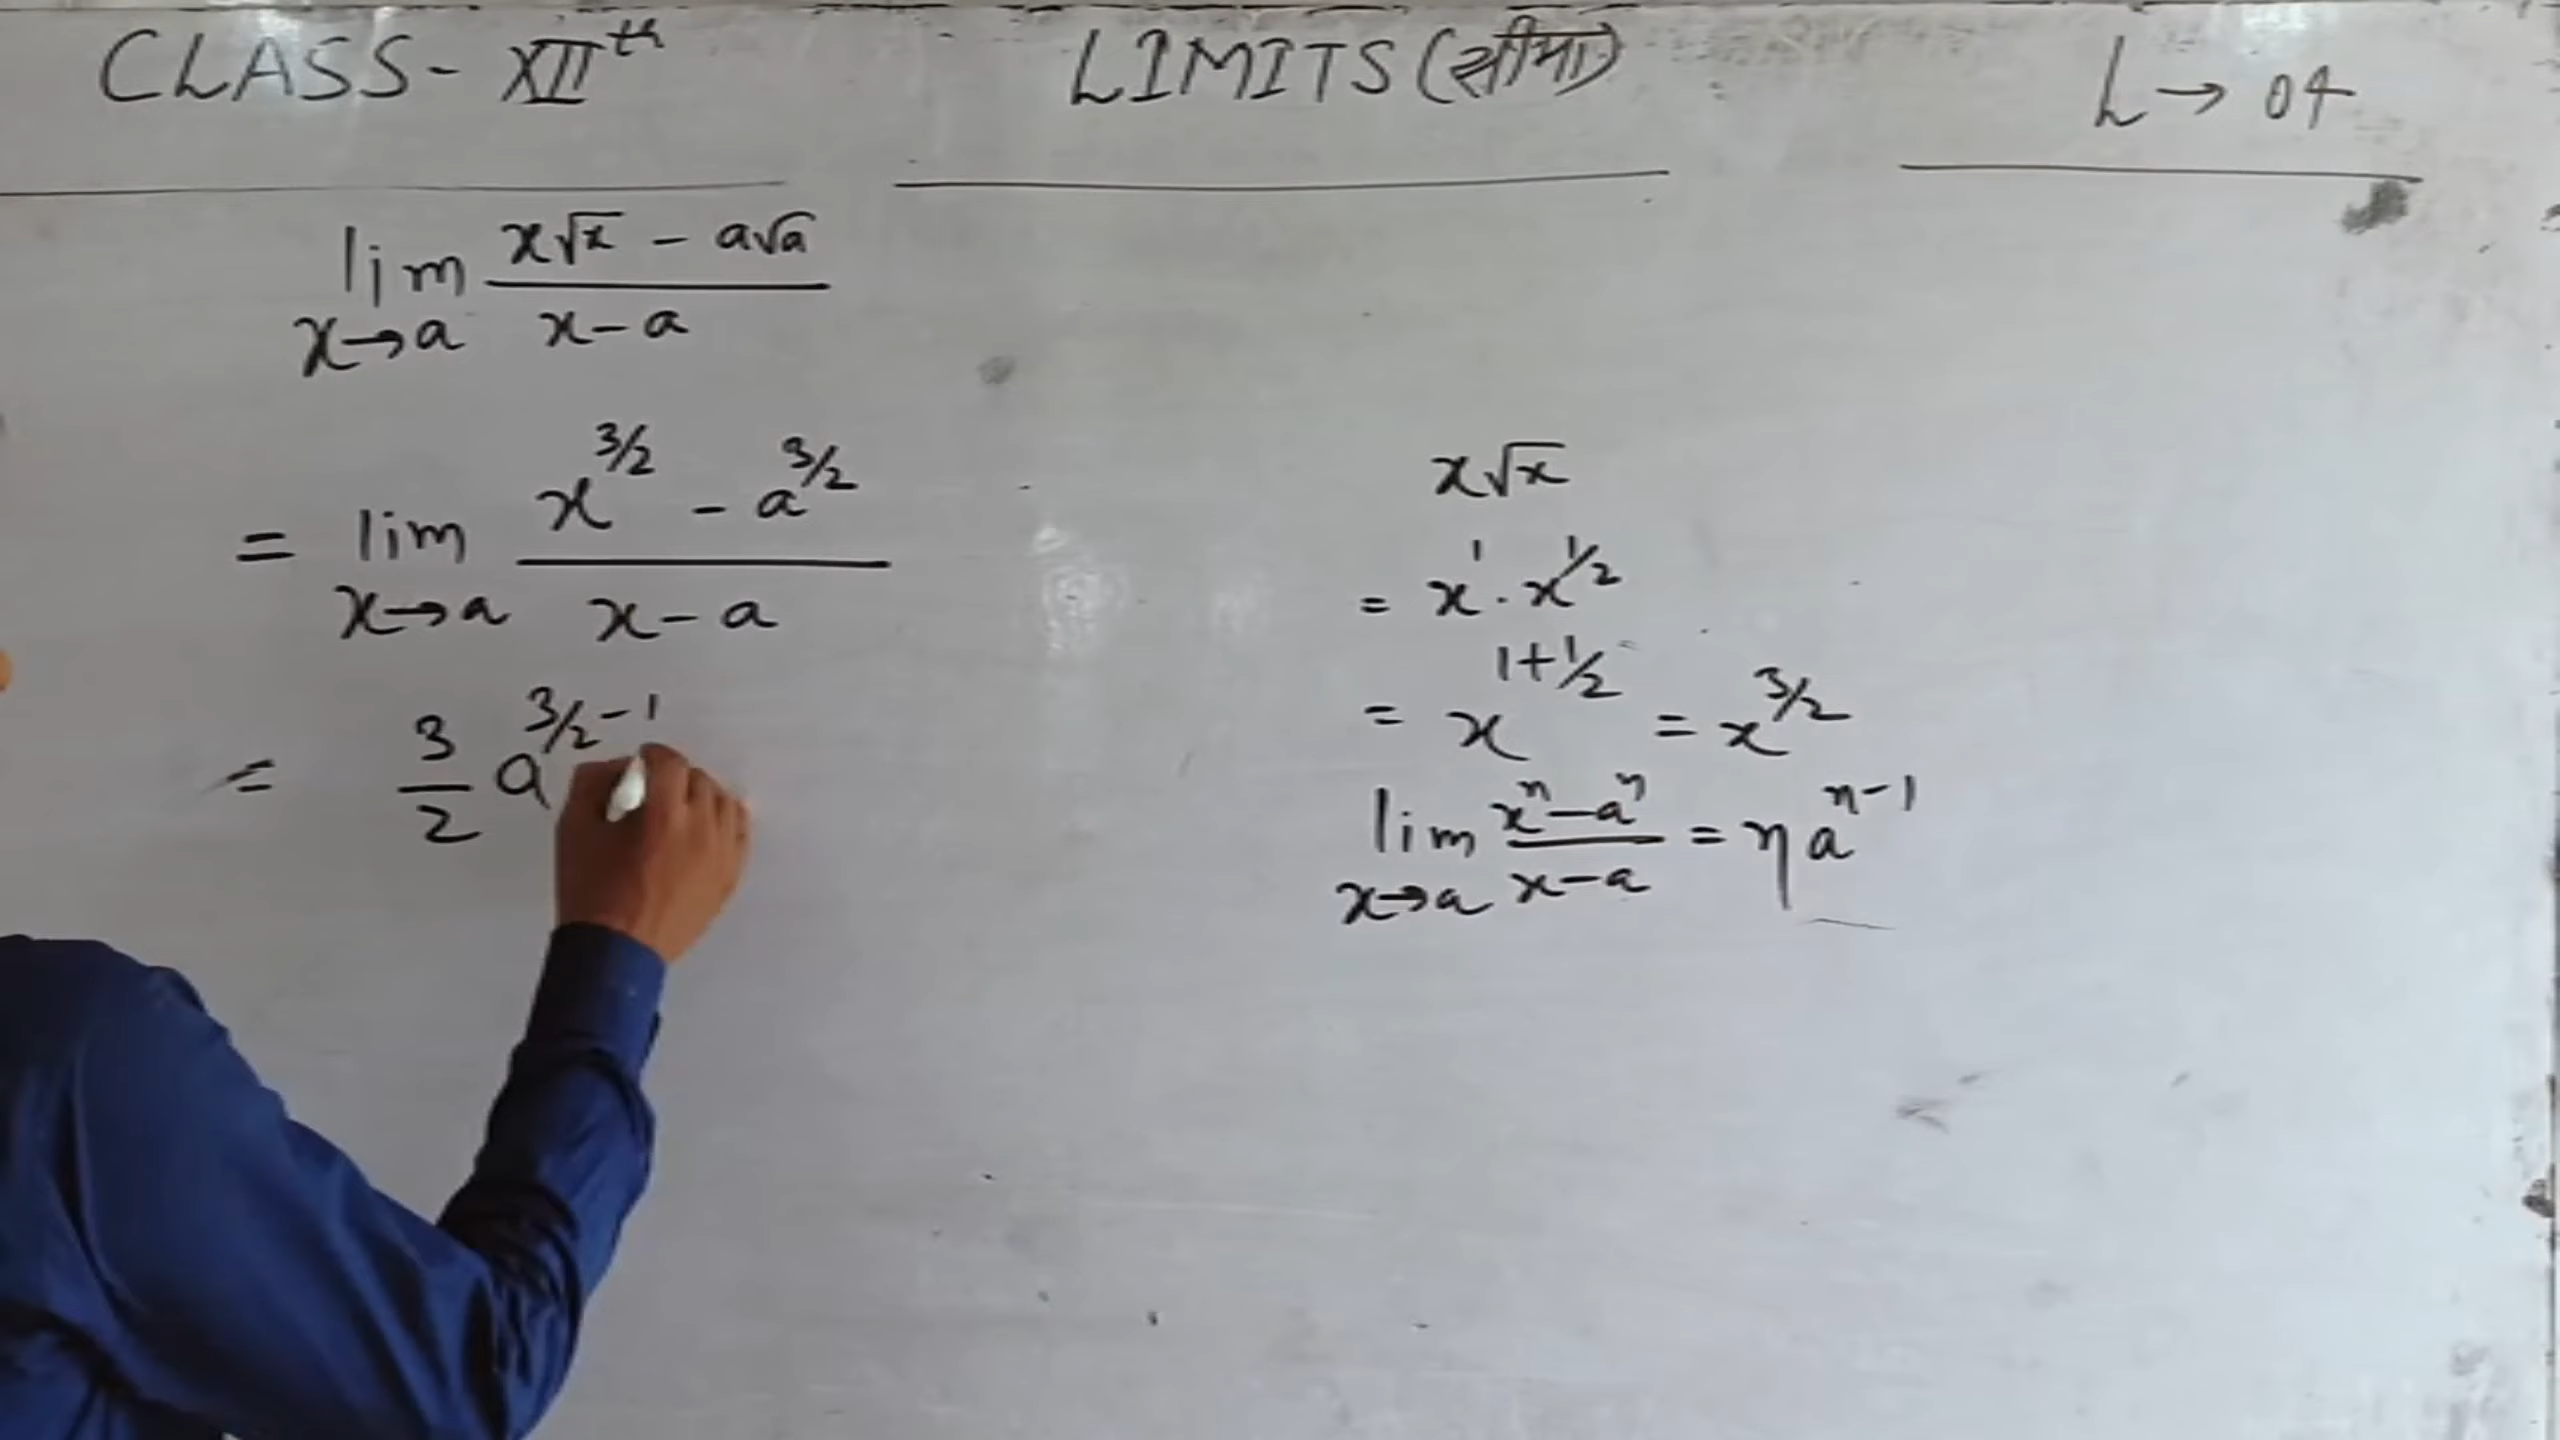 CLASS- XIIth LIMITS (सीमा) L → 04
lim x→a (x√x - a√a)/(x-a)
= lim x→a (x^3/2 - a^3/2)/(x-a)
= 3/2 a^3/2-1
x√x
= x^1 . x^1/2
= x^1+1/2 = x^3/2
lim x→a (x^n-a^n)/(x-a) = n a^n-1